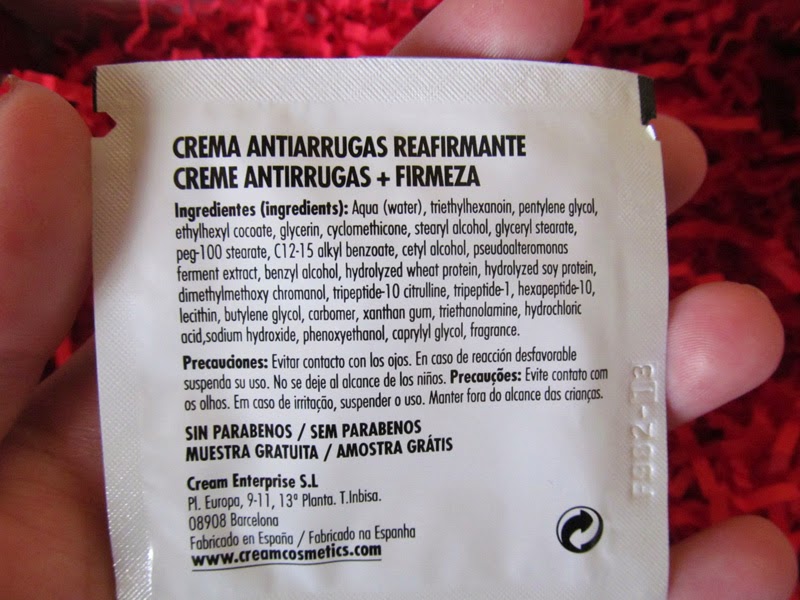 CREMA ANTIARRUGAS REAFIRMANTE
CREME ANTIRRUGAS + FIRMEZA
Ingredientes (ingredients): Aqua (water), triethylhexanoin, pentylene glycol,
ethylhexyl cocoate, glycerin, cyclomethicone, stearyl alcohol, glyceryl stearate,
peg-100 stearate, C12-15 alkyl benzoate, cetyl alcohol, pseudoalteromonas
ferment extract, benzyl alcohol, hydrolyzed wheat protein, hydrolyzed soy protein,
dimethylmethoxy chromanol, tripeptide-10 citrulline, tripeptide-1, hexapeptide-10,
lecithin, butylene glycol, carbomer, xanthan gum, triethanolamine, hydrochloric
acid,sodium hydroxide, phenoxyethanol, caprylyl glycol, fragrance.
Precauciones: Evitar contacto con los ojos. En caso de reacción desfavorable
suspenda su uso. No se deje al alcance de los niños. Precauções: Evite contato com
os olhos. Em caso de irritação, suspender o uso. Manter fora do alcance das crianças.
SIN PARABENOS / SEM PARABENOS
MUESTRA GRATUITA / AMOSTRA GRÁTIS
Cream Enterprise S.L
Pl. Europa, 9-11, 13ª Planta. T.Inbisa.
08908 Barcelona
Fabricado en España / Fabricado na Espanha
www.creamcosmetics.com